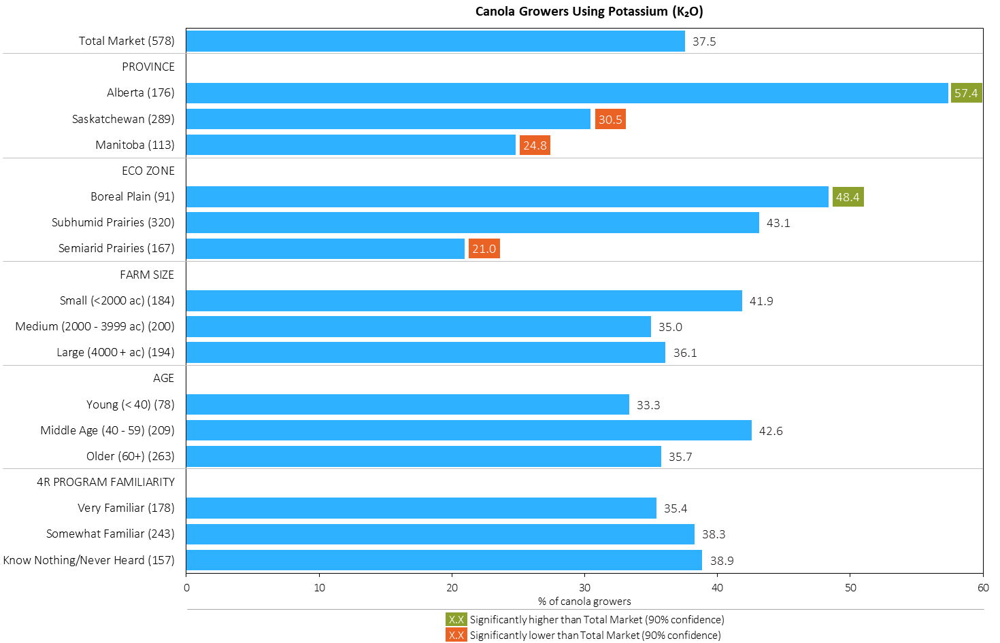 Canola Growers Using Potassium (K₂O)
Total Market (578) 37.5
PROVINCE
Alberta (176) 57.4
Saskatchewan (289) 30.5
Manitoba (113) 24.8
ECO ZONE
Boreal Plain (91) 48.4
Subhumid Prairies (320) 43.1
Semiarid Prairies (167) 21.0
FARM SIZE
Small (<2000 ac) (184) 41.9
Medium (2000 - 3999 ac) (200) 35.0
Large (4000 + ac) (194) 36.1
AGE
Young (< 40) (78) 33.3
Middle Age (40 - 59) (209) 42.6
Older (60+) (263) 35.7
4R PROGRAM FAMILIARITY
Very Familiar (178) 35.4
Somewhat Familiar (243) 38.3
Know Nothing/Never Heard (157) 38.9
0 10 20 30 40 50 60
% of canola growers
X.X Significantly higher than Total Market (90% confidence)
X.X Significantly lower than Total Market (90% confidence)